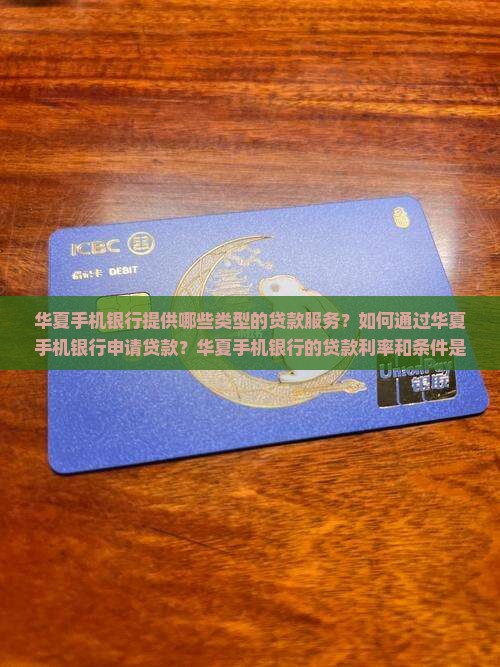 ICBC
DEBIT
华夏手机银行提供哪些类型的贷款服务？如何通过华夏
手机银行申请贷款？华夏手机银行的贷款利率和条件是
UnionPay
银联